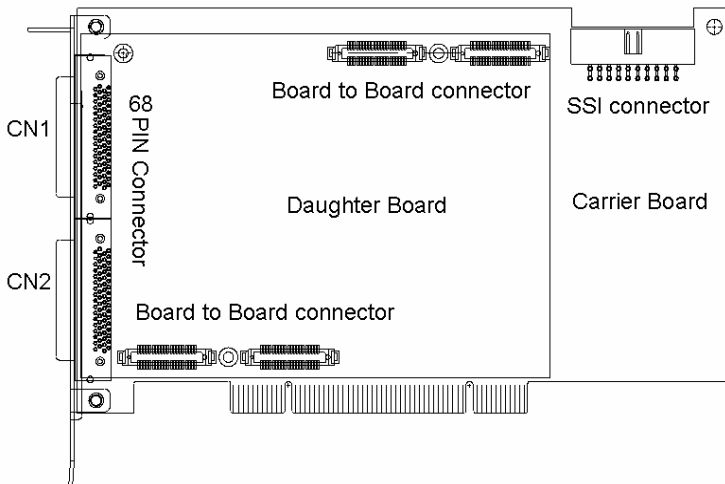 Board to Board connector
SSI connector
CN1
68 PIN Connector
Daughter Board
Carrier Board
CN2
Board to Board connector